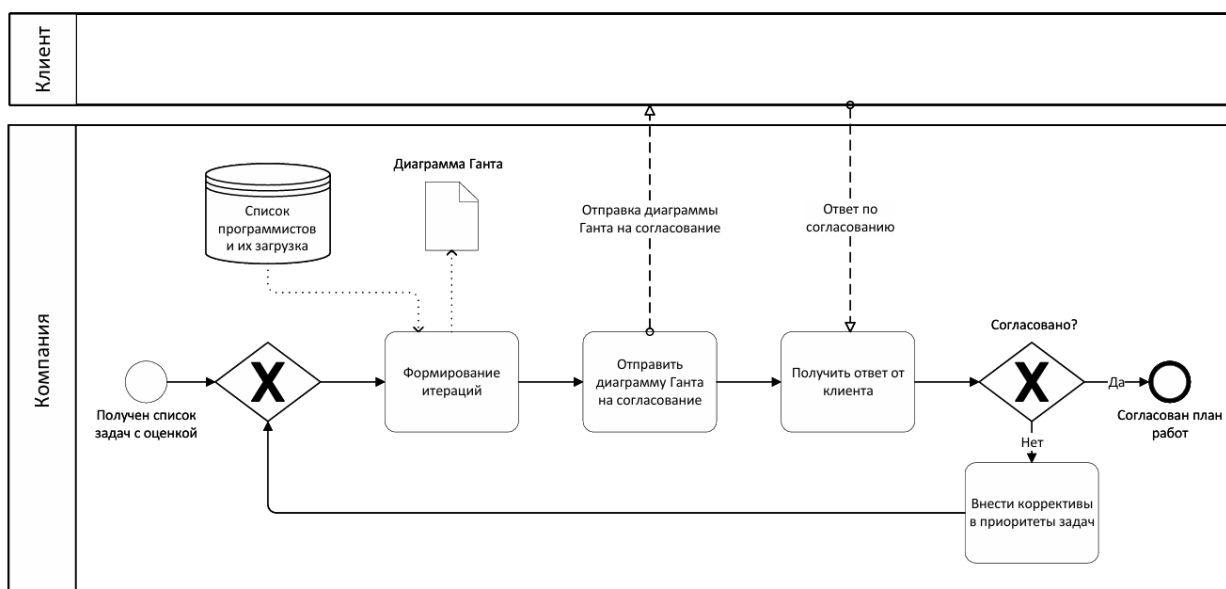 Клиент
Компания
Диаграмма Ганта
Список
программистов
и их загрузка
Отправка диаграммы
Ганта на согласование
Ответ по
согласованию
Получен список
задач с оценкой
X
Формирование
итераций
Отправить
диаграмму Ганта
на согласование
Получить ответ от
клиента
Согласовано?
X
Да
Согласован план
работ
Нет
Внести коррективы
в приоритеты задач